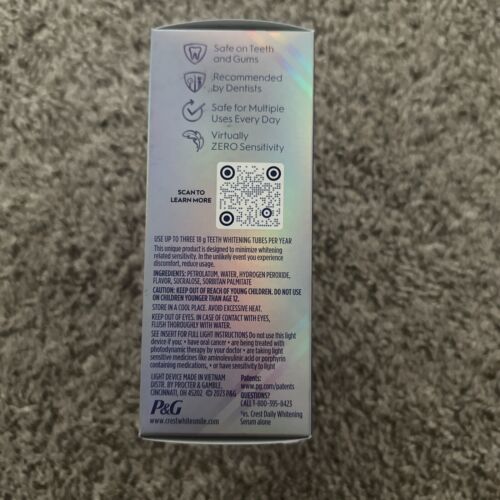 Safe on Teeth
and Gums
Recommended
by Dentists
Safe for Multiple
Uses Every Day
Virtually
ZERO Sensitivity
SCAN TO
LEARN MORE
USE UP TO THREE 18 g TEETH WHITENING TUBES PER YEAR
This unique product is designed to minimize whitening
related sensitivity. In the unlikely event you experience
discomfort, reduce usage.
INGREDIENTS: PETROLATUM, WATER, HYDROGEN PEROXIDE,
FLAVOR, SUCRALOSE, SORBITAN PALMITATE
CAUTION: KEEP OUT OF REACH OF YOUNG CHILDREN. DO NOT USE
ON CHILDREN YOUNGER THAN AGE 12.
STORE IN A COOL PLACE. AVOID EXCESSIVE HEAT.
KEEP OUT OF EYES. IN CASE OF CONTACT WITH EYES,
FLUSH THOROUGHLY WITH WATER.
SEE INSERT FOR FULL INSTRUCTIONS Do not use this light
device if you: • have oral cancer • are being treated with
photodynamic therapy by your doctor • are taking light
sensitive medicines like aminolevulinic acid or porphyrin
containing medications, • or have sensitivity to light
LIGHT DEVICE MADE IN VIETNAM
DISTR. BY PROCTER & GAMBLE,
CINCINNATI, OH 45202 © 2023 P&G
P&G
www.crestwhitesmile.com
Patents:
www.pg.com/patents
QUESTIONS?
CALL 1-800-395-8423
*vs. Crest Daily Whitening
Serum alone